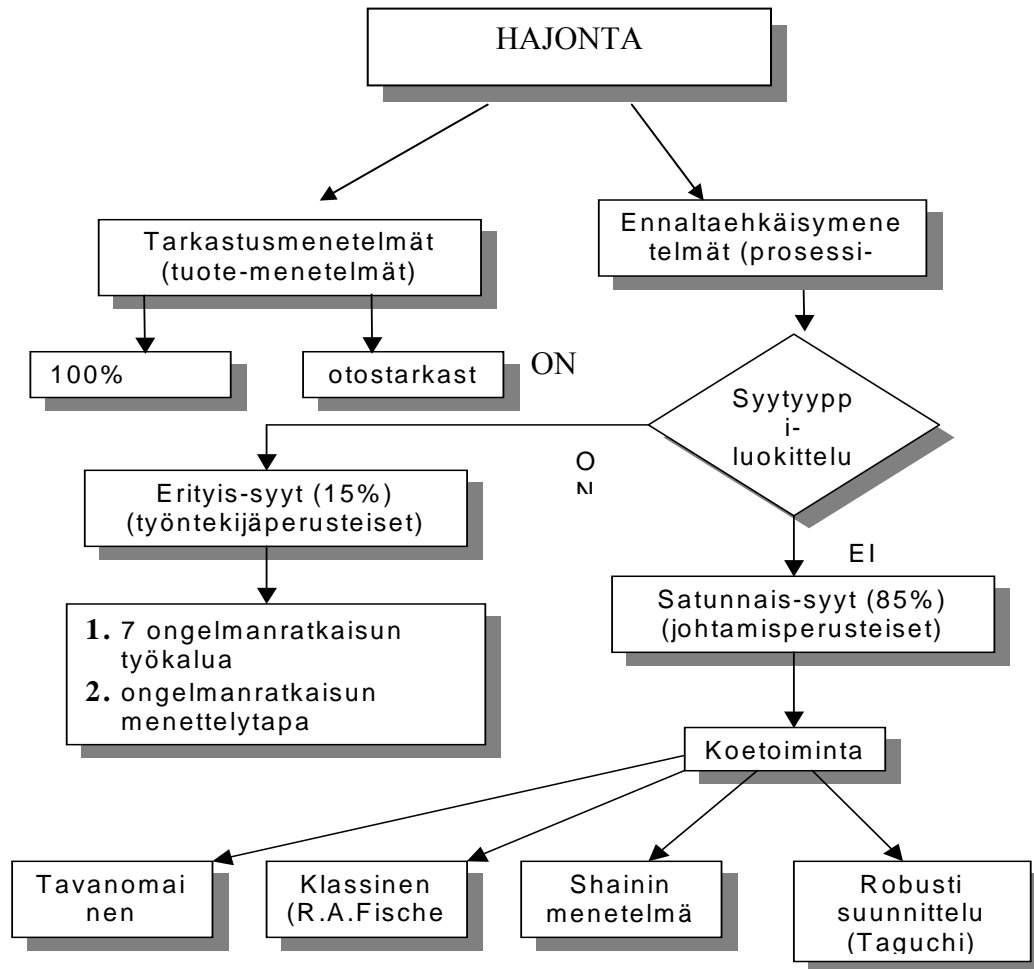 HAJONTA
Tarkastusmenetelmät
(tuote-menetelmät)
Ennaltaehkäisymene
telmät (prosessi-
100%
otostarkast
ON
Syytyypp
i-
luokittelu
O
N
Erityis-syyt (15%)
(työntekijäperusteiset)
EI
Satunnais-syyt (85%)
(johtamisperusteiset)
1. 7 ongelmanratkaisun
työkalua
2. ongelmanratkaisun
menettelytapa
Koetoiminta
Tavanomai
nen
Klassinen
(R.A.Fische
Shainin
menetelmä
Robusti
suunnittelu
(Taguchi)